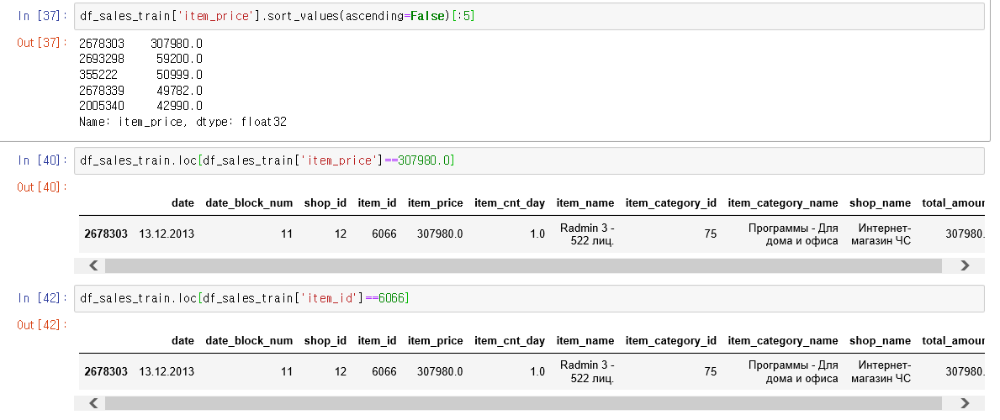 In [37]: df_sales_train['item_price'].sort_values(ascending=False)[:5]
Out[37]: 2678303    307980.0
2693298    59200.0
355222    50999.0
2678339    49782.0
2005340    42990.0
Name: item_price, dtype: float32
In [40]: df_sales_train.loc[df_sales_train['item_price']==307980.0]
Out[40]:
date date_block_num shop_id item_id item_price item_cnt_day item_name item_category_id item_category_name shop_name total_amour
2678303 13.12.2013 11 12 6066 307980.0 1.0 Radmin 3 - 75 Программы - Для Интернет- 307980.
522 лиц. дома и офиса магазин ЧС
In [42]: df_sales_train.loc[df_sales_train['item_id']==6066]
Out[42]:
date date_block_num shop_id item_id item_price item_cnt_day item_name item_category_id item_category_name shop_name total_amour
2678303 13.12.2013 11 12 6066 307980.0 1.0 Radmin 3 - 75 Программы - Для Интернет- 307980.
522 лиц. дома и офиса магазин ЧС